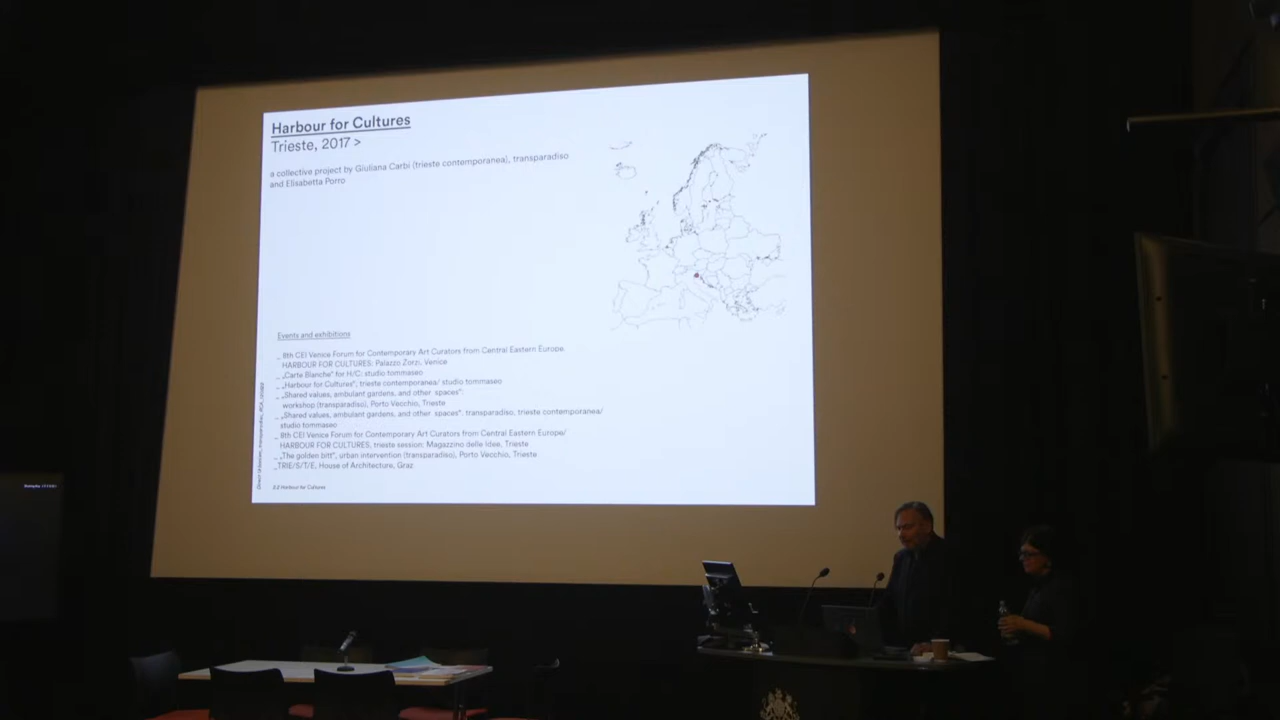 Harbour for Cultures
Trieste, 2017 >
a collective project by Giuliana Carbi (trieste contemporanea), transparadiso
and Elisabetta Porro
Events and exhibitions
_ 8th CEI Venice Forum for Contemporary Art Curators from Central Eastern Europe
HARBOUR FOR CULTURES: Palazzo Zorzi, Venice
_ „Carte Blanche“ for H/C: studio tommaseo
_ „Harbour for Cultures“, trieste contemporanea/ studio tommaseo
_ „Shared values, ambulant gardens, and other spaces“:
workshop (transparadiso), Porto Vecchio, Trieste
_ „Shared values, ambulant gardens, and other spaces“: transparadiso, trieste contemporanea/
studio tommaseo
_ 8th CEI Venice Forum for Contemporary Art Curators from Central Eastern Europe/
HARBOUR FOR CULTURES, trieste session: Magazzino delle Idee, Trieste
_ „The golden bitt“, urban intervention (transparadiso), Porto Vecchio, Trieste
_TRIE/S/T/E, House of Architecture, Graz
2.2 Harbour for Cultures